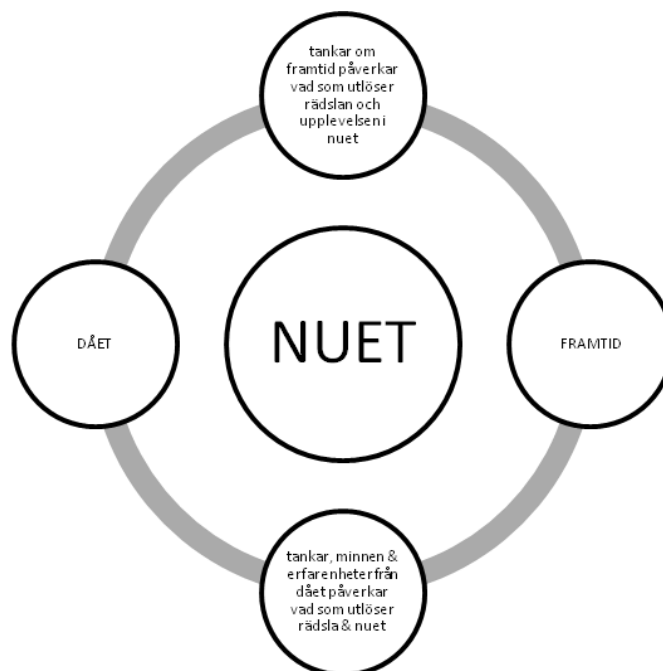 tankar om
framtid påverkar
vad som utlöser
rädslan och
upplevelsen i
nuet
DÅET
NUET
FRAMTID
tankar, minnen &
erfarenheter från
dået påverkar
vad som utlöser
rädsla & nuet